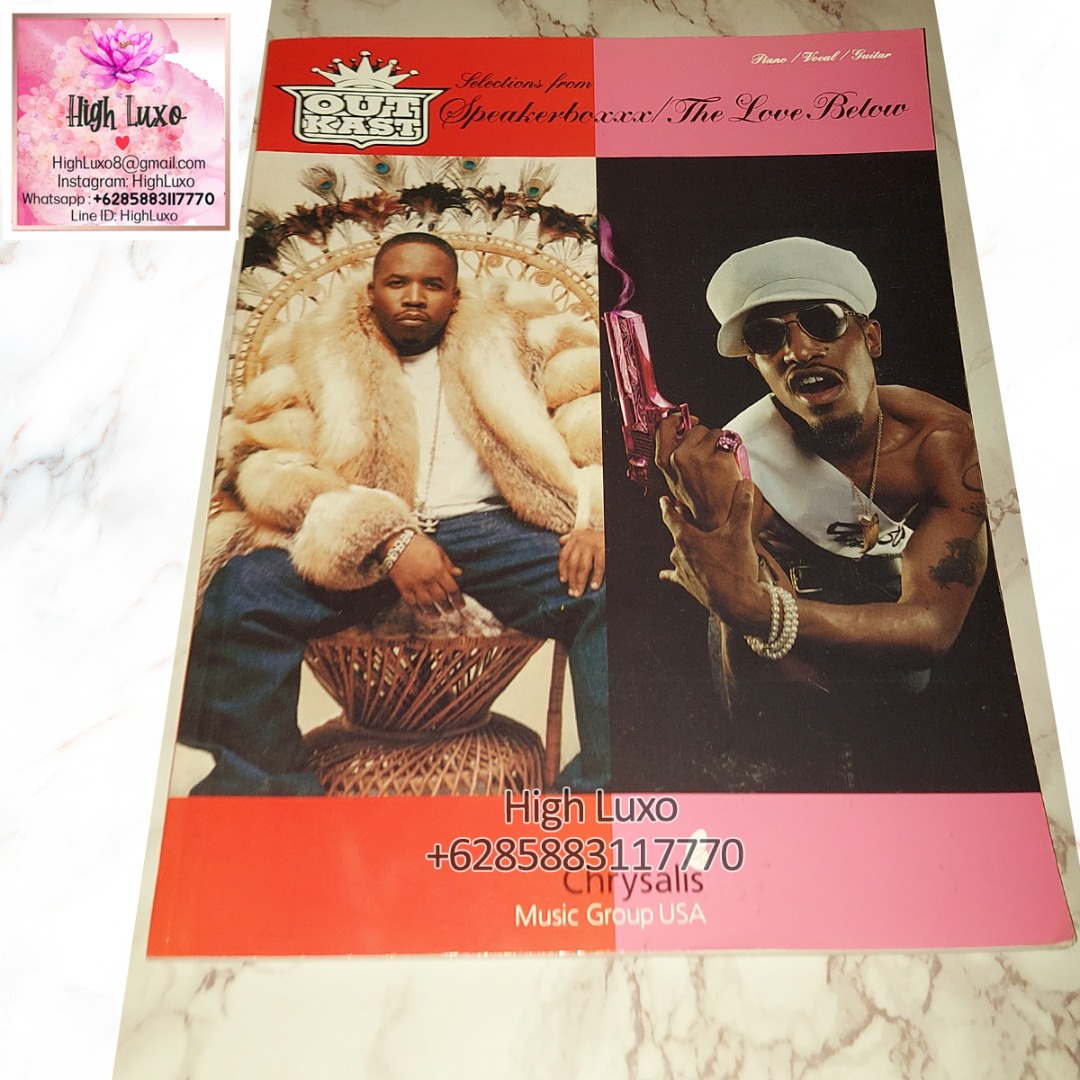 High Luxo
HighLuxo8@gmail.com
Instagram: HighLuxo
Whatsapp : +6285883117770
Line ID: HighLuxo
Piano / Vocal / Guitar
OUT
KAST
Selections from
Speakerboxxx/The Love Below
High Luxo
+6285883117770
Chrysalis
Music Group USA